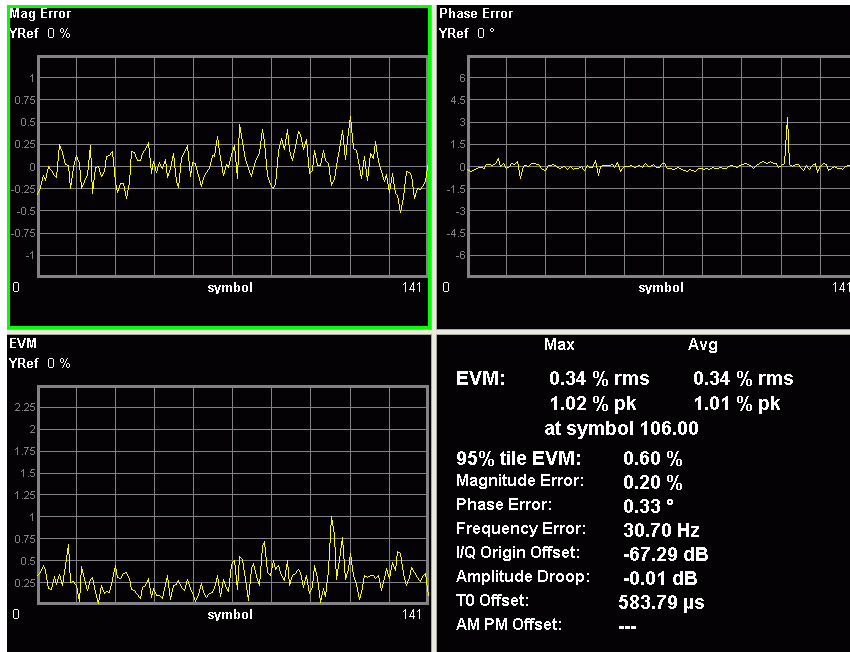 Mag Error
YRef 0 %
1
0.75
0.5
0.25
0
-0.25
-0.5
-0.75
-1
0 symbol 141
Phase Error
YRef 0 °
6
4.5
3
1.5
0
-1.5
-3
-4.5
-6
0 symbol 141
EVM
YRef 0 %
2.25
2
1.75
1.5
1.25
1
0.75
0.5
0.25
0 symbol 141
Max Avg
EVM: 0.34 % rms 0.34 % rms
1.02 % pk 1.01 % pk
at symbol 106.00
95% tile EVM: 0.60 %
Magnitude Error: 0.20 %
Phase Error: 0.33 °
Frequency Error: 30.70 Hz
I/Q Origin Offset: -67.29 dB
Amplitude Droop: -0.01 dB
T0 Offset: 583.79 µs
AM PM Offset: ---